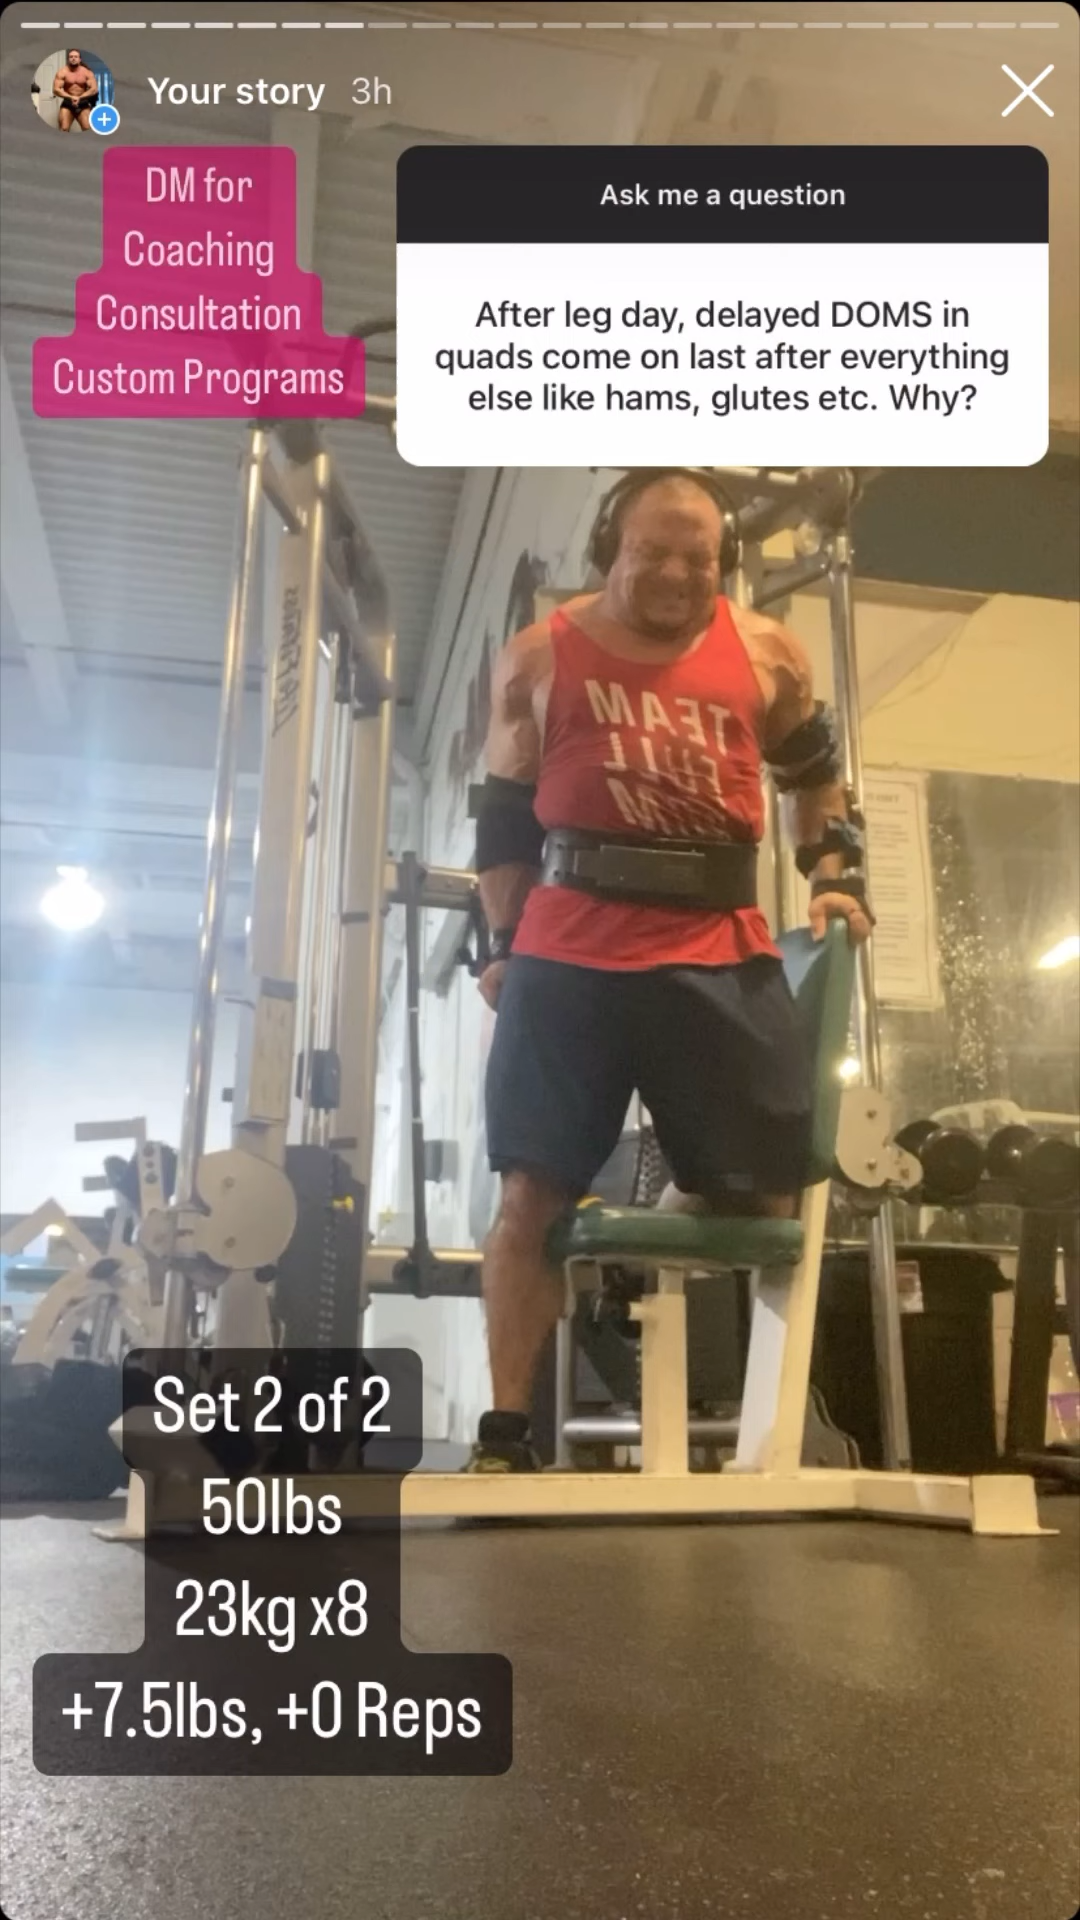 Your story 3h
DM for
Coaching
Consultation
Custom Programs
Ask me a question
After leg day, delayed DOMS in
quads come on last after everything
else like hams, glutes etc. Why?
TEAM
FULL
ROM
Set 2 of 2
50lbs
23kg x8
+7.5lbs, +0 Reps